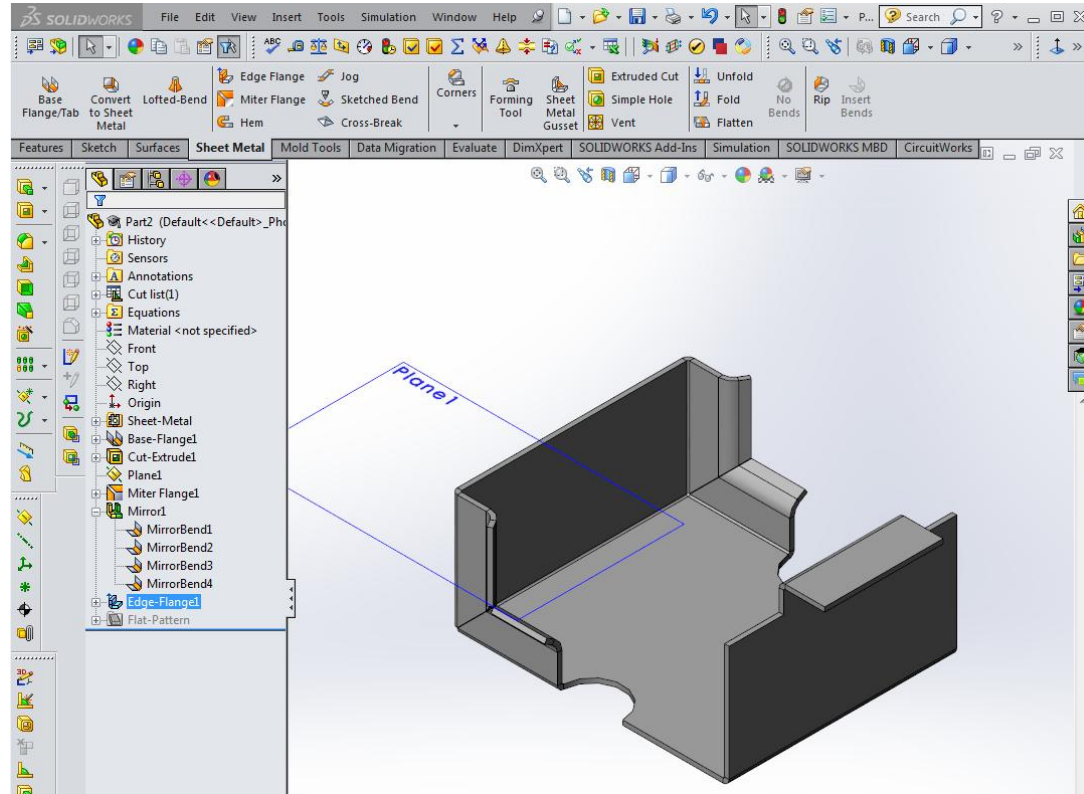 SOLIDWORKS File Edit View Insert Tools Simulation Window Help P... Search ?
ABC
Base Flange/Tab
Convert to Sheet Metal
Lofted-Bend
Edge Flange
Miter Flange
Hem
Jog
Sketched Bend
Cross-Break
Corners
Forming Tool
Sheet Metal Gusset
Extruded Cut
Simple Hole
Vent
Unfold
Fold
Flatten
No Bends
Rip
Insert Bends
Features Sketch Surfaces Sheet Metal Mold Tools Data Migration Evaluate DimXpert SOLIDWORKS Add-Ins Simulation SOLIDWORKS MBD CircuitWorks
Part2 (Default<<Default>_Pho
History
Sensors
Annotations
Cut list(1)
Equations
Material <not specified>
Front
Top
Right
Origin
Sheet-Metal
Base-Flange1
Cut-Extrude1
Plane1
Miter Flange1
Mirror1
MirrorBend1
MirrorBend2
MirrorBend3
MirrorBend4
Edge-Flange1
Flat-Pattern
Plane1
3D